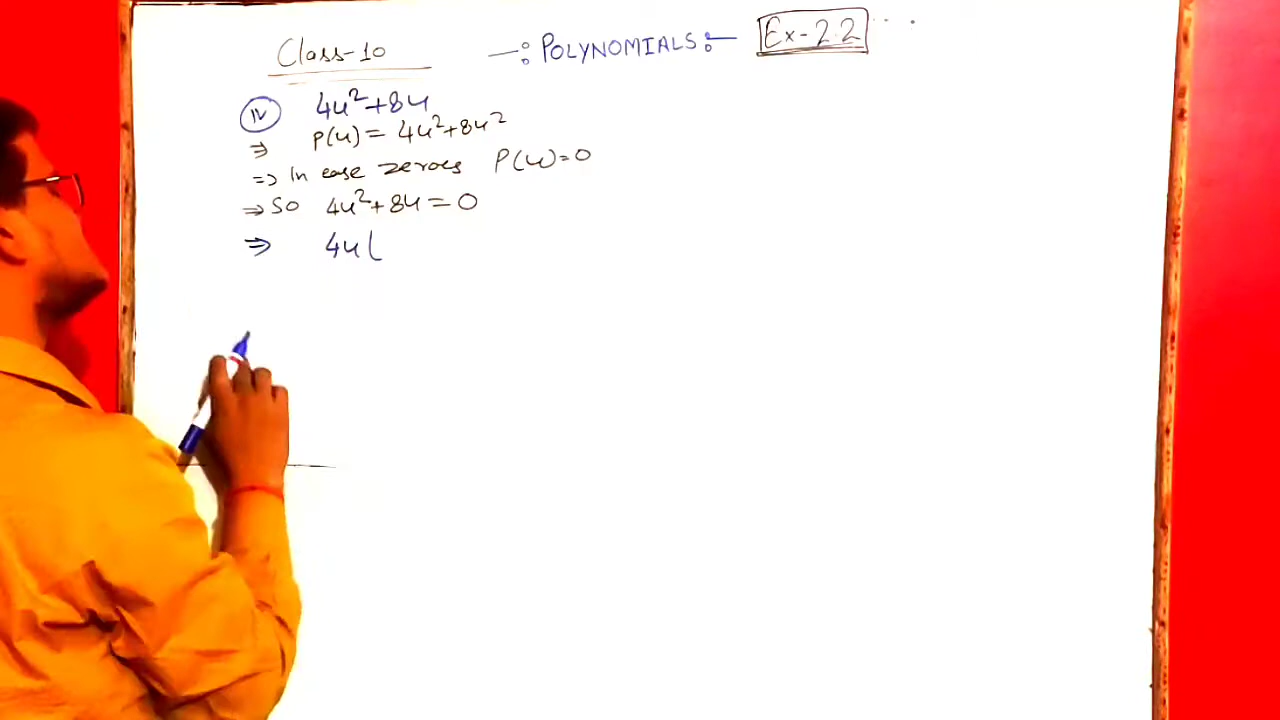 Class-10 —: POLYNOMIALS :— Ex-2.2
IV 4u²+8u
⇒ P(u) = 4u²+8u²
=> In case zeroes P(u)=0
⇒ So 4u²+8u = 0
⇒ 4u(